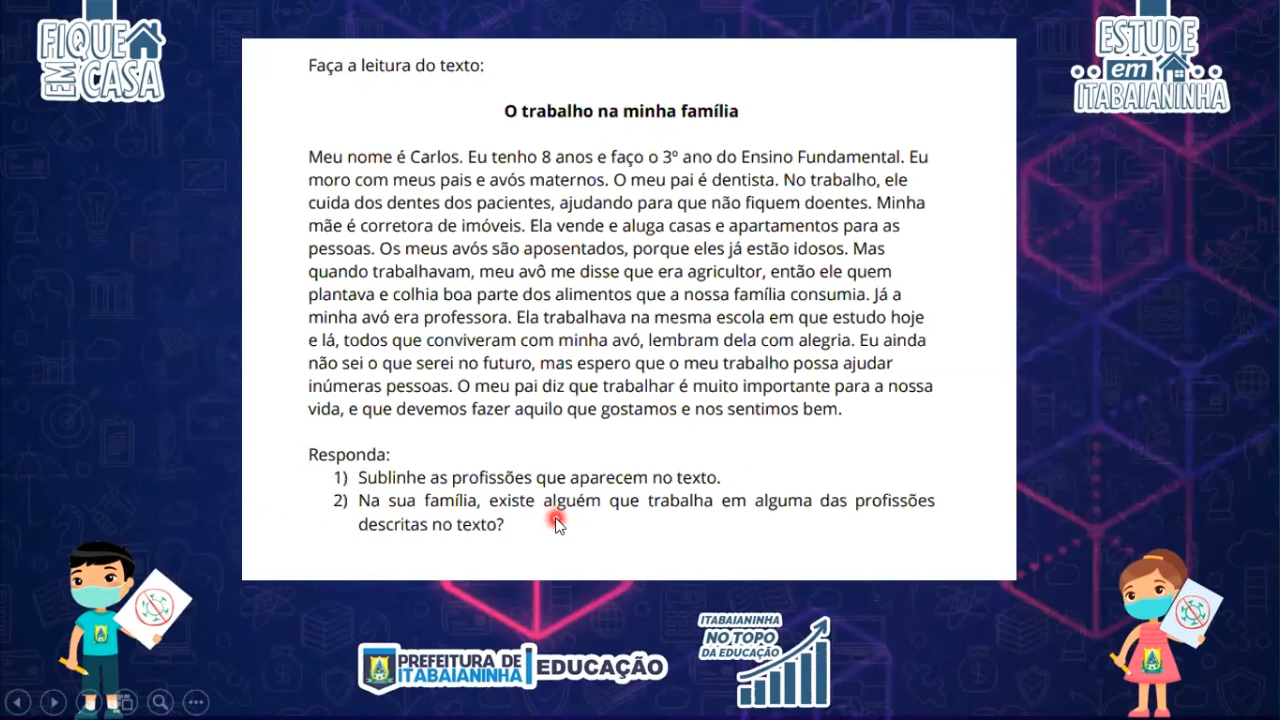 FIQUE
EM
CASA
ESTUDE
em
ITABAIANINHA
Faça a leitura do texto:
O trabalho na minha família
Meu nome é Carlos. Eu tenho 8 anos e faço o 3º ano do Ensino Fundamental. Eu
moro com meus pais e avós maternos. O meu pai é dentista. No trabalho, ele
cuida dos dentes dos pacientes, ajudando para que não fiquem doentes. Minha
mãe é corretora de imóveis. Ela vende e aluga casas e apartamentos para as
pessoas. Os meus avós são aposentados, porque eles já estão idosos. Mas
quando trabalhavam, meu avô me disse que era agricultor, então ele quem
plantava e colhia boa parte dos alimentos que a nossa família consumia. Já a
minha avó era professora. Ela trabalhava na mesma escola em que estudo hoje
e lá, todos que conviveram com minha avó, lembram dela com alegria. Eu ainda
não sei o que serei no futuro, mas espero que o meu trabalho possa ajudar
inúmeras pessoas. O meu pai diz que trabalhar é muito importante para a nossa
vida, e que devemos fazer aquilo que gostamos e nos sentimos bem.
Responda:
1) Sublinhe as profissões que aparecem no texto.
2) Na sua família, existe alguém que trabalha em alguma das profissões
descritas no texto?
PREFEITURA DE
ITABAIANINHA
EDUCAÇÃO
ITABAIANINHA
NO TOPO
DA EDUCAÇÃO